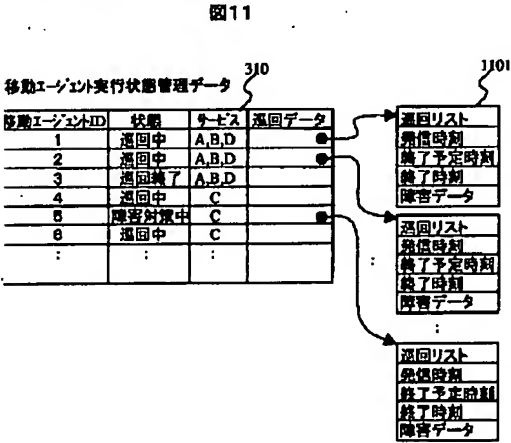 図11
310
1101
移動エージェント実行状態管理データ
移動エージェントID 状態 サービス 巡回データ
1 巡回中 A,B,D
2 巡回中 A,B,D
3 巡回終了 A,B,D
4 巡回中 C
5 障害対策中 C
6 巡回中 C
: : :
巡回リスト
発信時刻
終了予定時刻
終了時刻
障害データ
巡回リスト
発信時刻
終了予定時刻
終了時刻
障害データ
:
:
巡回リスト
発信時刻
終了予定時刻
終了時刻
障害データ